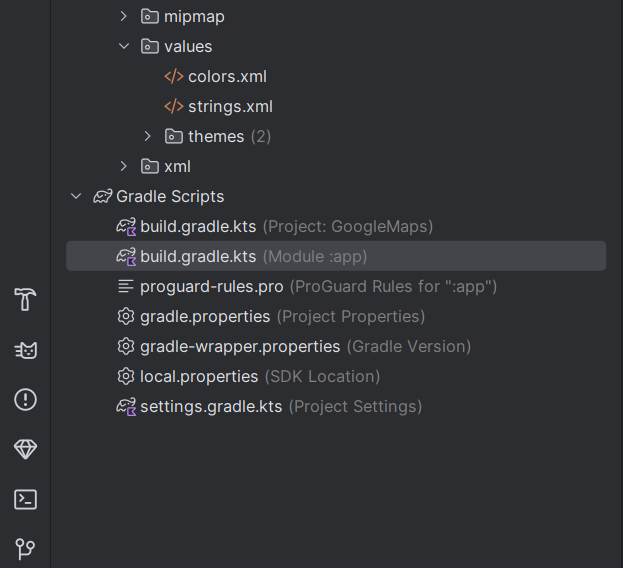 mipmap
values
colors.xml
strings.xml
themes (2)
xml
Gradle Scripts
build.gradle.kts (Project: GoogleMaps)
build.gradle.kts (Module :app)
proguard-rules.pro (ProGuard Rules for ":app")
gradle.properties (Project Properties)
gradle-wrapper.properties (Gradle Version)
local.properties (SDK Location)
settings.gradle.kts (Project Settings)